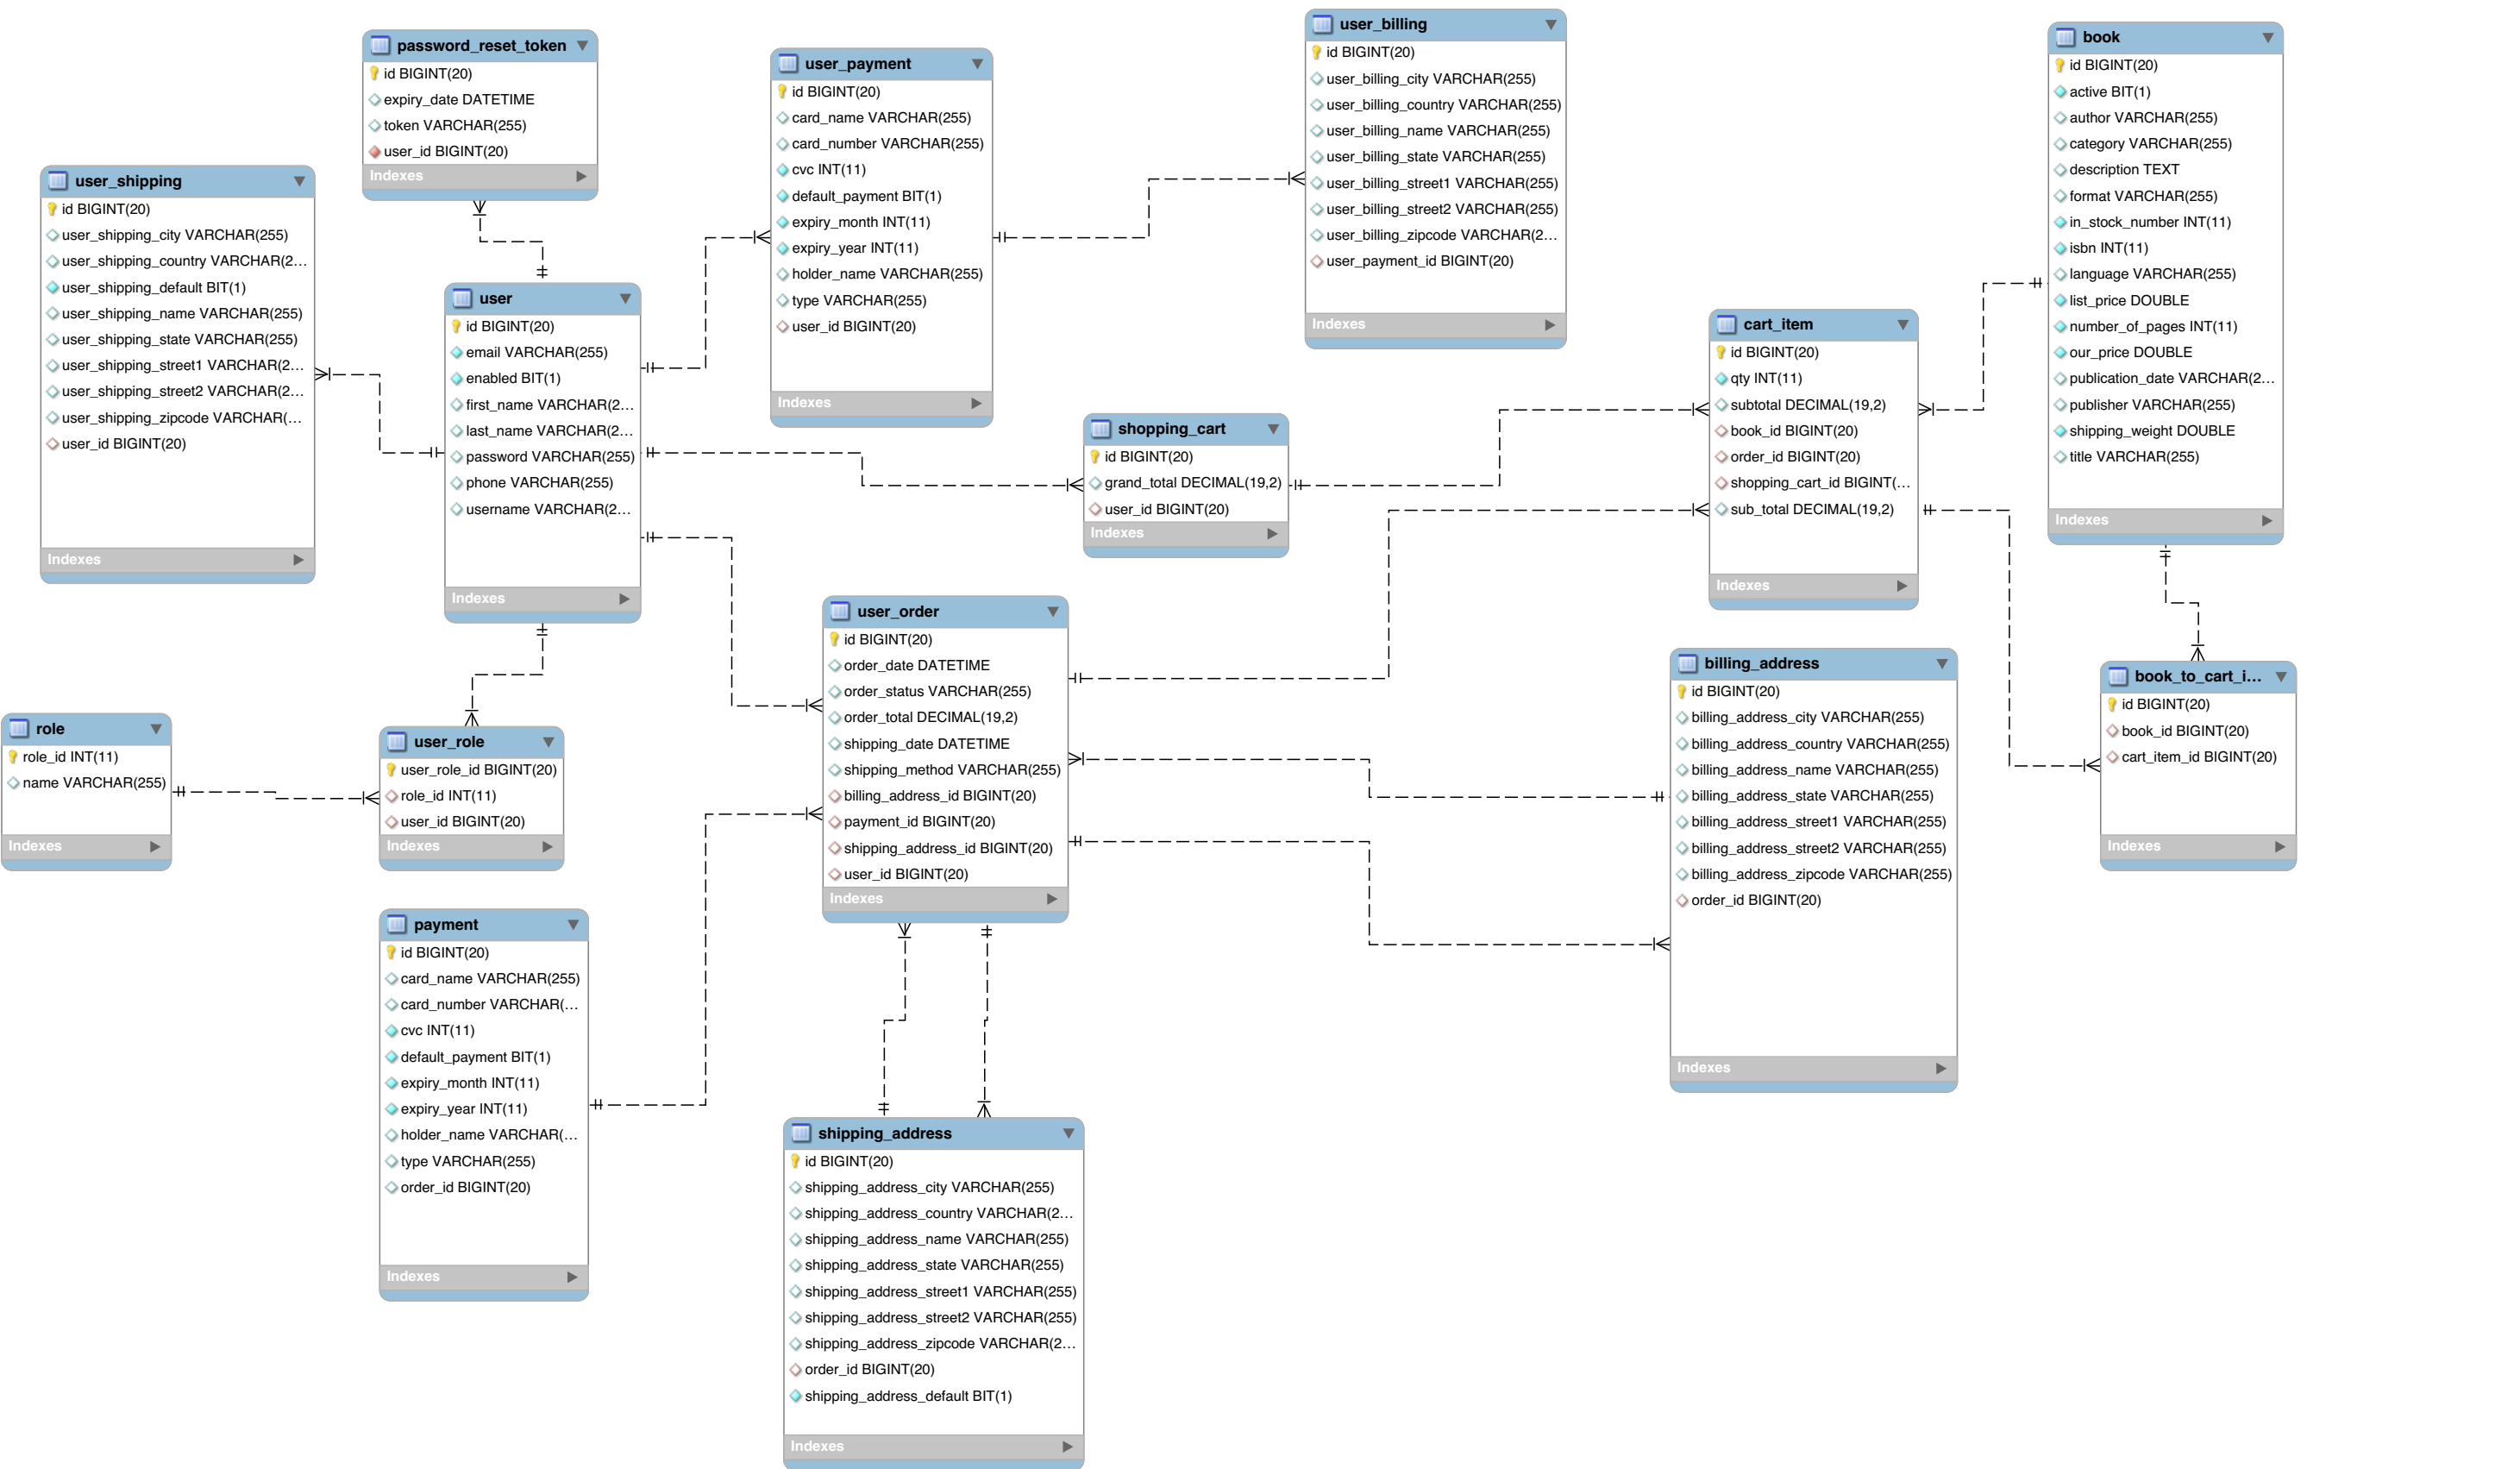 password_reset_token
id BIGINT(20)
expiry_date DATETIME
token VARCHAR(255)
user_id BIGINT(20)
Indexes
user_payment
id BIGINT(20)
card_name VARCHAR(255)
card_number VARCHAR(255)
cvc INT(11)
default_payment BIT(1)
expiry_month INT(11)
expiry_year INT(11)
holder_name VARCHAR(255)
type VARCHAR(255)
user_id BIGINT(20)
Indexes
user_billing
id BIGINT(20)
user_billing_city VARCHAR(255)
user_billing_country VARCHAR(255)
user_billing_name VARCHAR(255)
user_billing_state VARCHAR(255)
user_billing_street1 VARCHAR(255)
user_billing_street2 VARCHAR(255)
user_billing_zipcode VARCHAR(2...
user_payment_id BIGINT(20)
Indexes
book
id BIGINT(20)
active BIT(1)
author VARCHAR(255)
category VARCHAR(255)
description TEXT
format VARCHAR(255)
in_stock_number INT(11)
isbn INT(11)
language VARCHAR(255)
list_price DOUBLE
number_of_pages INT(11)
our_price DOUBLE
publication_date VARCHAR(2...
publisher VARCHAR(255)
shipping_weight DOUBLE
title VARCHAR(255)
Indexes
user_shipping
id BIGINT(20)
user_shipping_city VARCHAR(255)
user_shipping_country VARCHAR(2...
user_shipping_default BIT(1)
user_shipping_name VARCHAR(255)
user_shipping_state VARCHAR(255)
user_shipping_street1 VARCHAR(2...
user_shipping_street2 VARCHAR(2...
user_shipping_zipcode VARCHAR(...
user_id BIGINT(20)
Indexes
user
id BIGINT(20)
email VARCHAR(255)
enabled BIT(1)
first_name VARCHAR(2...
last_name VARCHAR(2...
password VARCHAR(255)
phone VARCHAR(255)
username VARCHAR(2...
Indexes
shopping_cart
id BIGINT(20)
grand_total DECIMAL(19,2)
user_id BIGINT(20)
Indexes
cart_item
id BIGINT(20)
qty INT(11)
subtotal DECIMAL(19,2)
book_id BIGINT(20)
order_id BIGINT(20)
shopping_cart_id BIGINT(...
sub_total DECIMAL(19,2)
Indexes
user_order
id BIGINT(20)
order_date DATETIME
order_status VARCHAR(255)
order_total DECIMAL(19,2)
shipping_date DATETIME
shipping_method VARCHAR(255)
billing_address_id BIGINT(20)
payment_id BIGINT(20)
shipping_address_id BIGINT(20)
user_id BIGINT(20)
Indexes
billing_address
id BIGINT(20)
billing_address_city VARCHAR(255)
billing_address_country VARCHAR(255)
billing_address_name VARCHAR(255)
billing_address_state VARCHAR(255)
billing_address_street1 VARCHAR(255)
billing_address_street2 VARCHAR(255)
billing_address_zipcode VARCHAR(255)
order_id BIGINT(20)
Indexes
book_to_cart_i...
id BIGINT(20)
book_id BIGINT(20)
cart_item_id BIGINT(20)
Indexes
role
role_id INT(11)
name VARCHAR(255)
Indexes
user_role
user_role_id BIGINT(20)
role_id INT(11)
user_id BIGINT(20)
Indexes
payment
id BIGINT(20)
card_name VARCHAR(255)
card_number VARCHAR(...
cvc INT(11)
default_payment BIT(1)
expiry_month INT(11)
expiry_year INT(11)
holder_name VARCHAR(...
type VARCHAR(255)
order_id BIGINT(20)
Indexes
shipping_address
id BIGINT(20)
shipping_address_city VARCHAR(255)
shipping_address_country VARCHAR(2...
shipping_address_name VARCHAR(255)
shipping_address_state VARCHAR(255)
shipping_address_street1 VARCHAR(255)
shipping_address_street2 VARCHAR(255)
shipping_address_zipcode VARCHAR(2...
order_id BIGINT(20)
shipping_address_default BIT(1)
Indexes